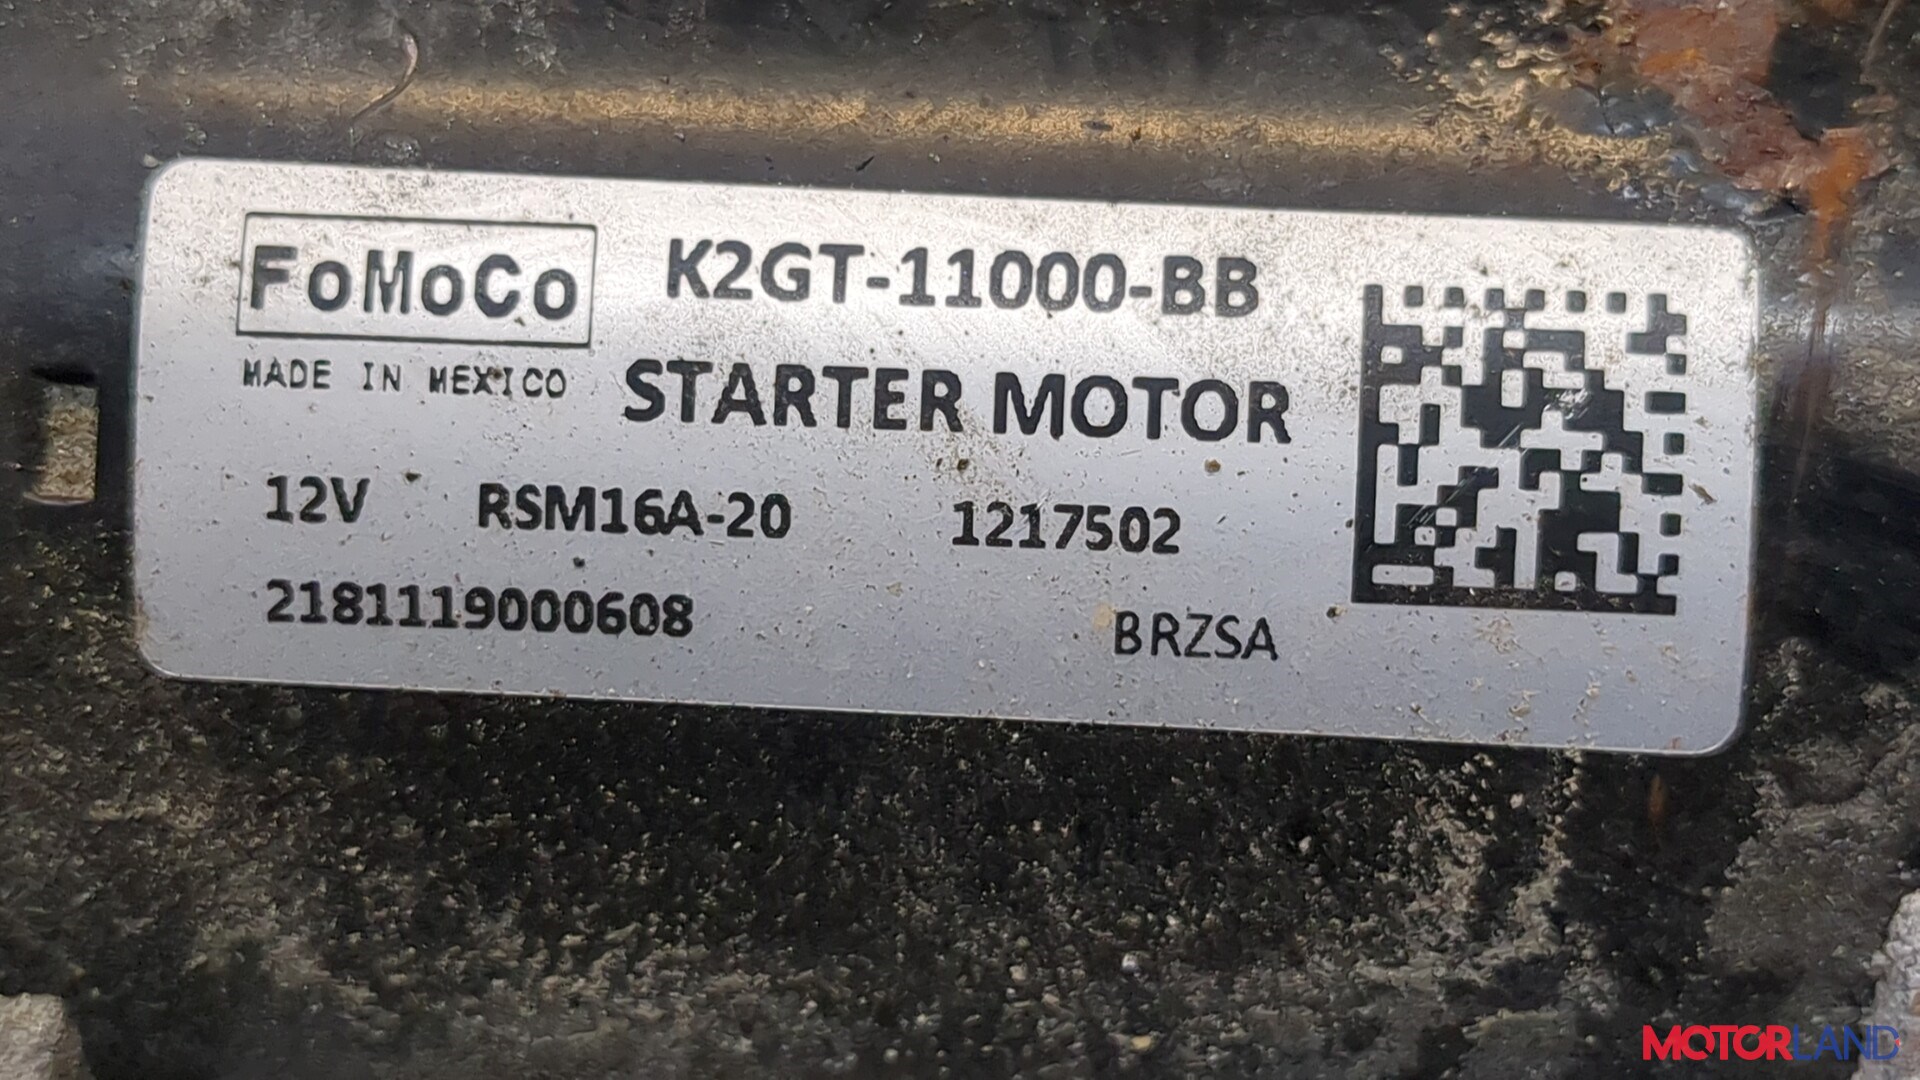 FoMoCo K2GT-11000-BB
MADE IN MEXICO STARTER MOTOR
12V RSM16A-20 1217502
2181119000608 BRZSA
MOTORLAND